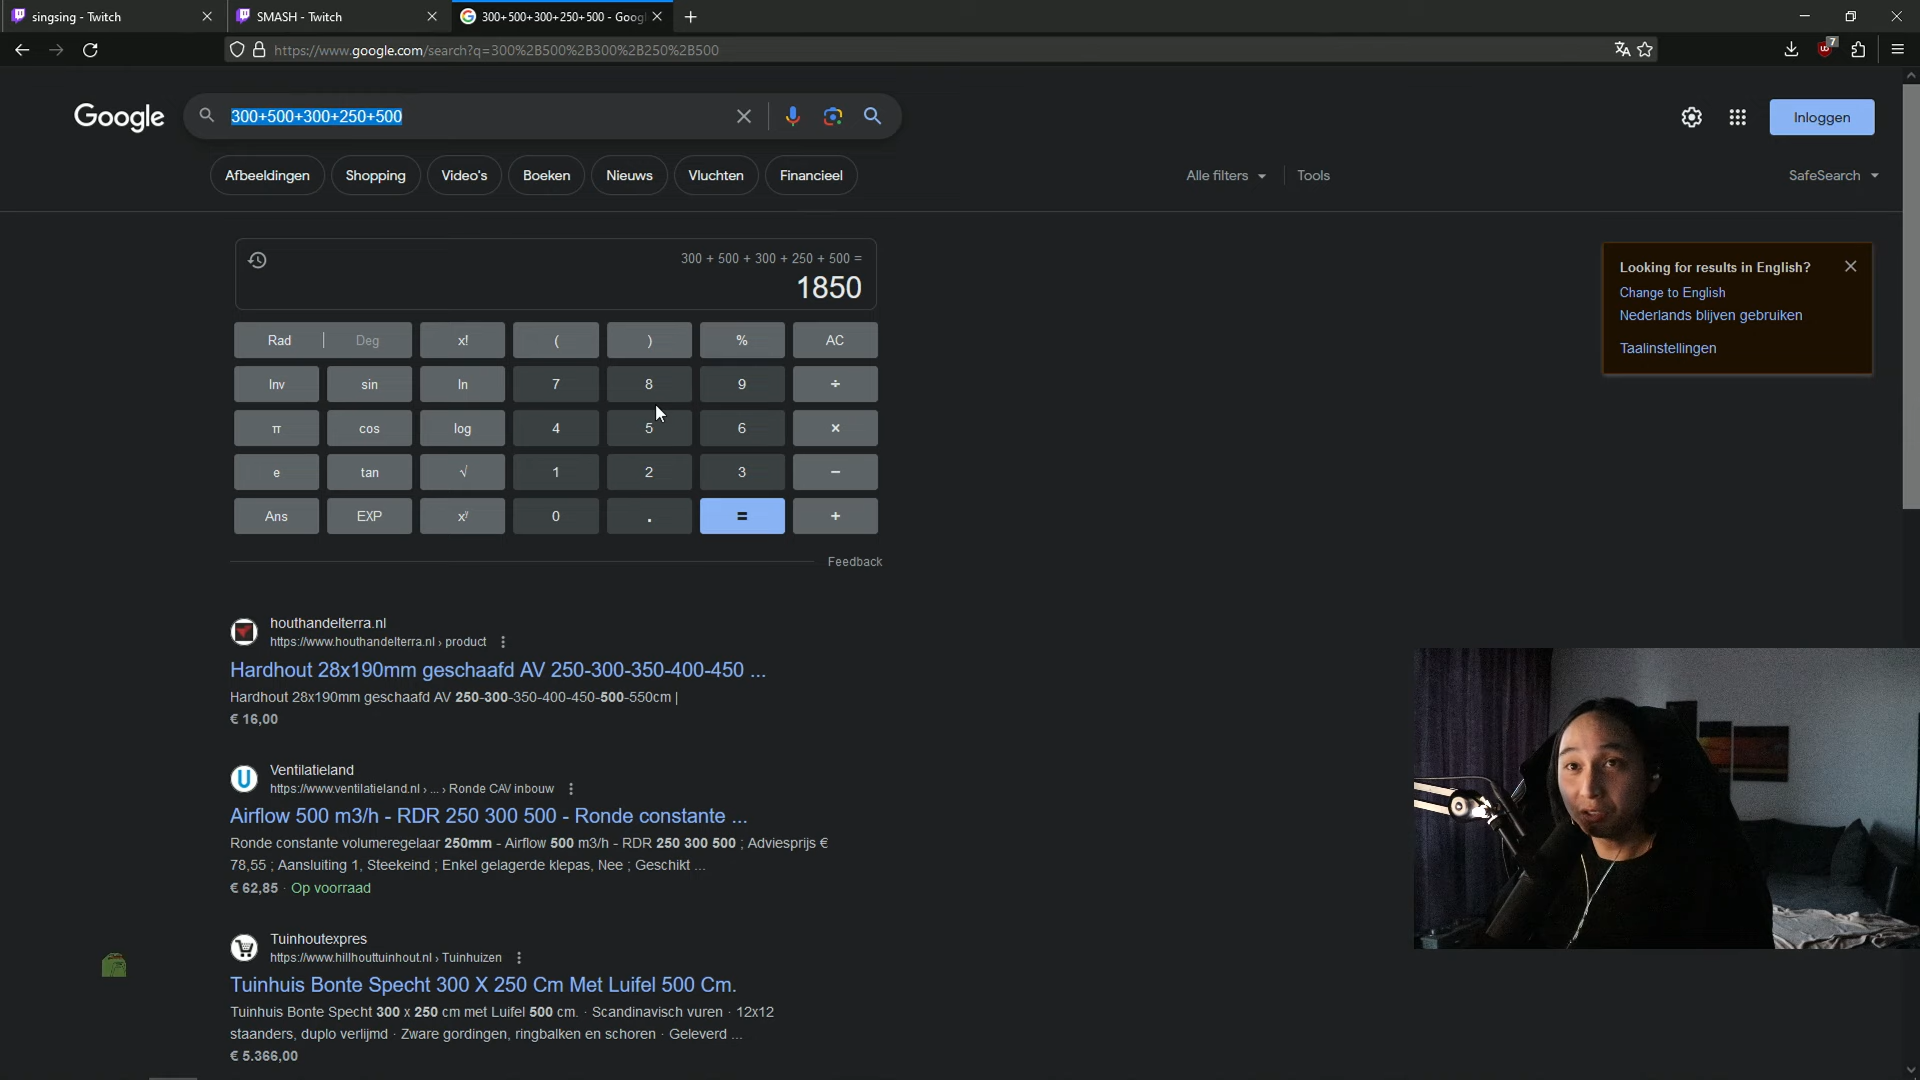 singsing - Twitch
SMASH - Twitch
300+500+300+250+500 - Goog
https://www.google.com/search?q=300%2B500%2B300%2B250%2B500
7
Google
300+500+300+250+500
Inloggen
Afbeeldingen
Shopping
Video's
Boeken
Nieuws
Vluchten
Financieel
Alle filters
Tools
SafeSearch
300 + 500 + 300 + 250 + 500 =
1850
Looking for results in English?
Change to English
Nederlands blijven gebruiken
Taalinstellingen
Rad | Deg x! ( ) % AC
Inv sin ln 7 8 9 ÷
π cos log 4 5 6 ×
e tan √ 1 2 3 −
Ans EXP xʸ 0 . = +
Feedback
houthandelterra.nl
https://www.houthandelterra.nl › product
Hardhout 28x190mm geschaafd AV 250-300-350-400-450 ...
Hardhout 28x190mm geschaafd AV 250-300-350-400-450-500-550cm |
€ 16,00
Ventilatieland
https://www.ventilatieland.nl › ... › Ronde CAV inbouw
Airflow 500 m3/h - RDR 250 300 500 - Ronde constante ...
Ronde constante volumeregelaar 250mm - Airflow 500 m3/h - RDR 250 300 500 ; Adviesprijs €
78,55 ; Aansluiting 1, Steekeind ; Enkel gelagerde klepas, Nee ; Geschikt ...
€ 62,85 · Op voorraad
Tuinhoutexpres
https://www.hillhouttuinhout.nl › Tuinhuizen
Tuinhuis Bonte Specht 300 X 250 Cm Met Luifel 500 Cm.
Tuinhuis Bonte Specht 300 x 250 cm met Luifel 500 cm. · Scandinavisch vuren · 12x12
staanders, duplo verlijmd · Zware gordingen, ringbalken en schoren · Geleverd ...
€ 5.366,00